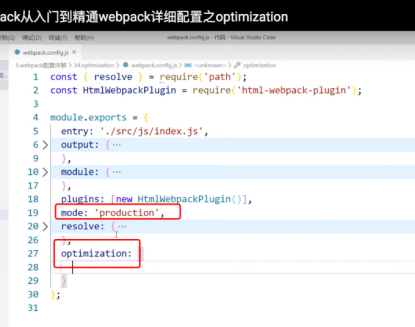 ack从入门到精通webpack详细配置之optimization
调试(D) 终端(T) 帮助(H) webpack.config.js - 代码 - Visual Studio Code
webpack.config.js ×
5.webpack配置详解 > 34.optimization > webpack.config.js > <unknown> > optimization
1 const { resolve } = require('path');
2 const HtmlWebpackPlugin = require('html-webpack-plugin');
3
4 module.exports = {
5 entry: './src/js/index.js',
6 output: {···
9 },
10 module: {···
17 },
18 plugins: [new HtmlWebpackPlugin()],
19 mode: 'production',
20 resolve: {···
26 },
27 optimization: {
28
29 }
30 };
31